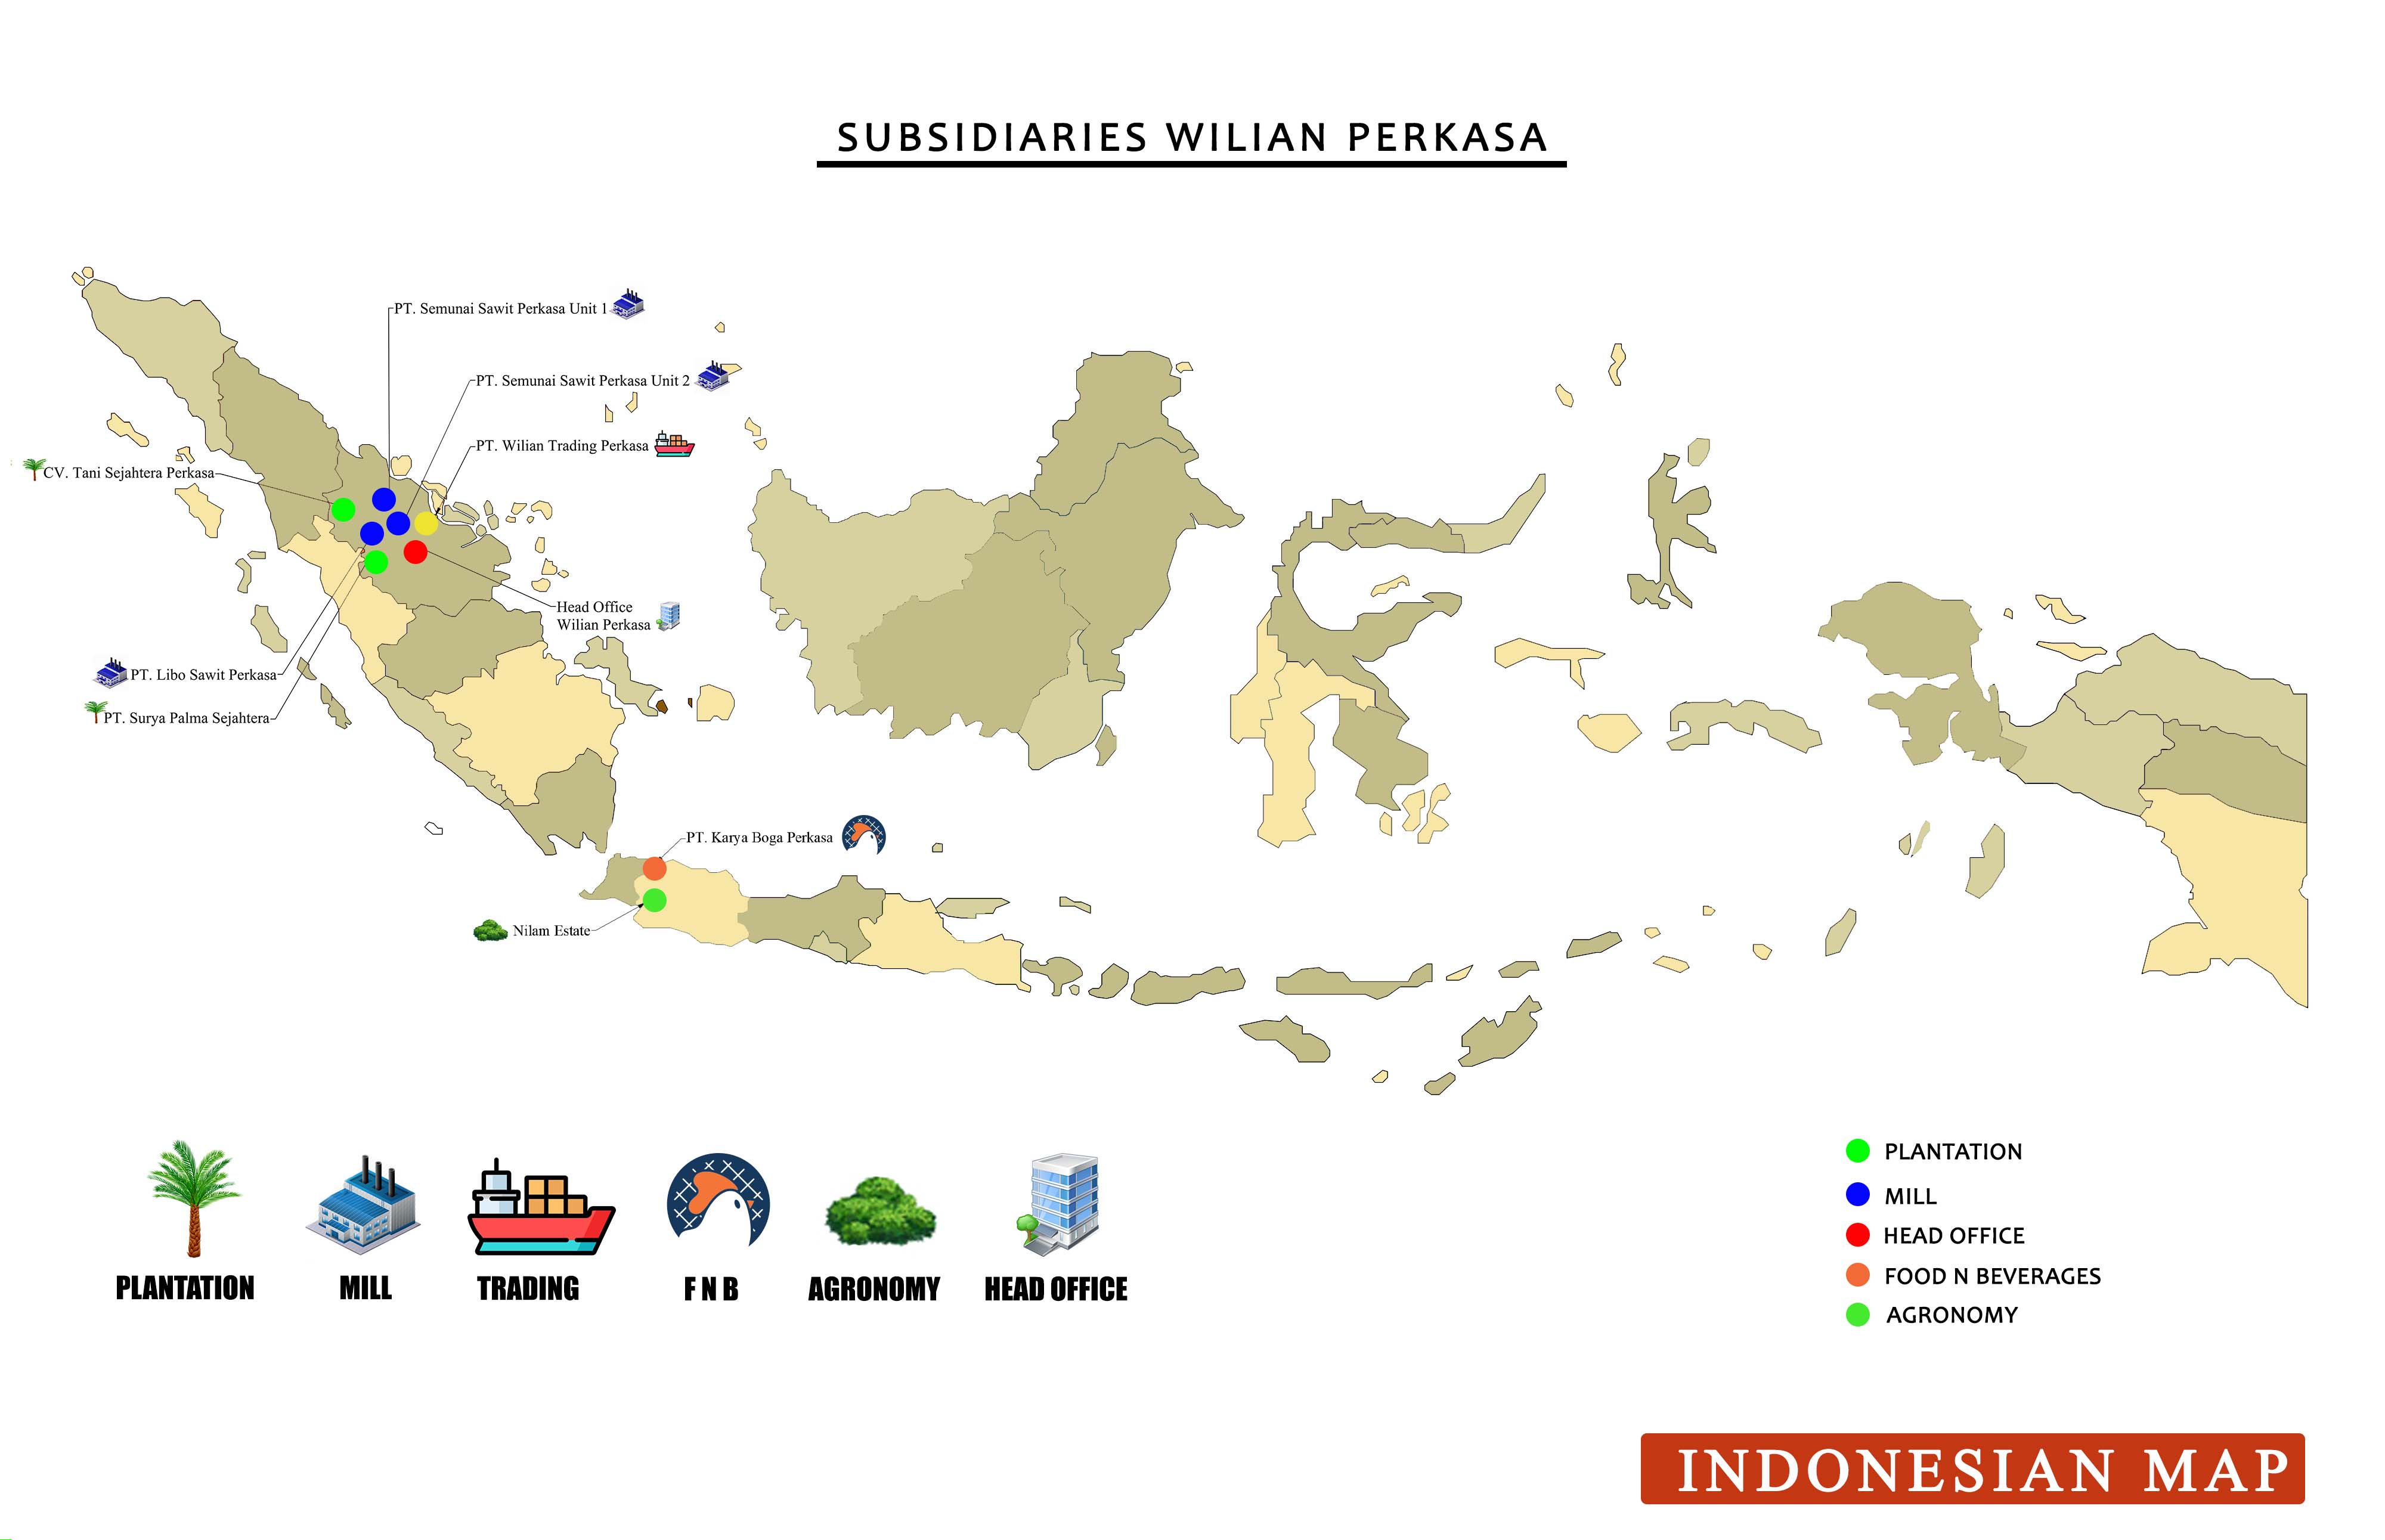 SUBSIDIARIES WILIAN PERKASA
PT. Semunai Sawit Perkasa Unit 1
PT. Semunai Sawit Perkasa Unit 2
PT. Wilian Trading Perkasa
CV. Tani Sejahtera Perkasa
Head Office
Wilian Perkasa
PT. Libo Sawit Perkasa
PT. Surya Palma Sejahtera
PT. Karya Boga Perkasa
Nilam Estate
PLANTATION
MILL
TRADING
F N B
AGRONOMY
HEAD OFFICE
PLANTATION
MILL
HEAD OFFICE
FOOD N BEVERAGES
AGRONOMY
INDONESIAN MAP